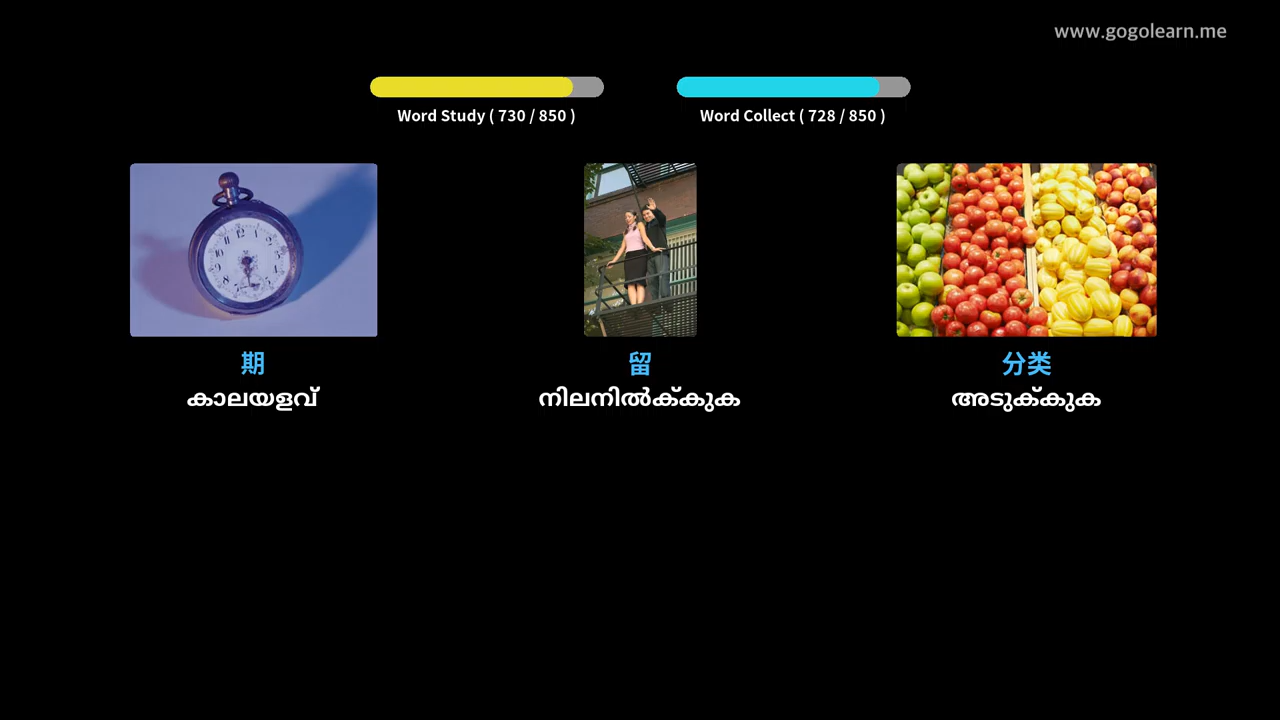 www.gogolearn.me
Word Study ( 730 / 850 )
Word Collect ( 728 / 850 )
期
കാലയളവ്
留
നിലനിൽക്കുക
分类
അടുക്കുക